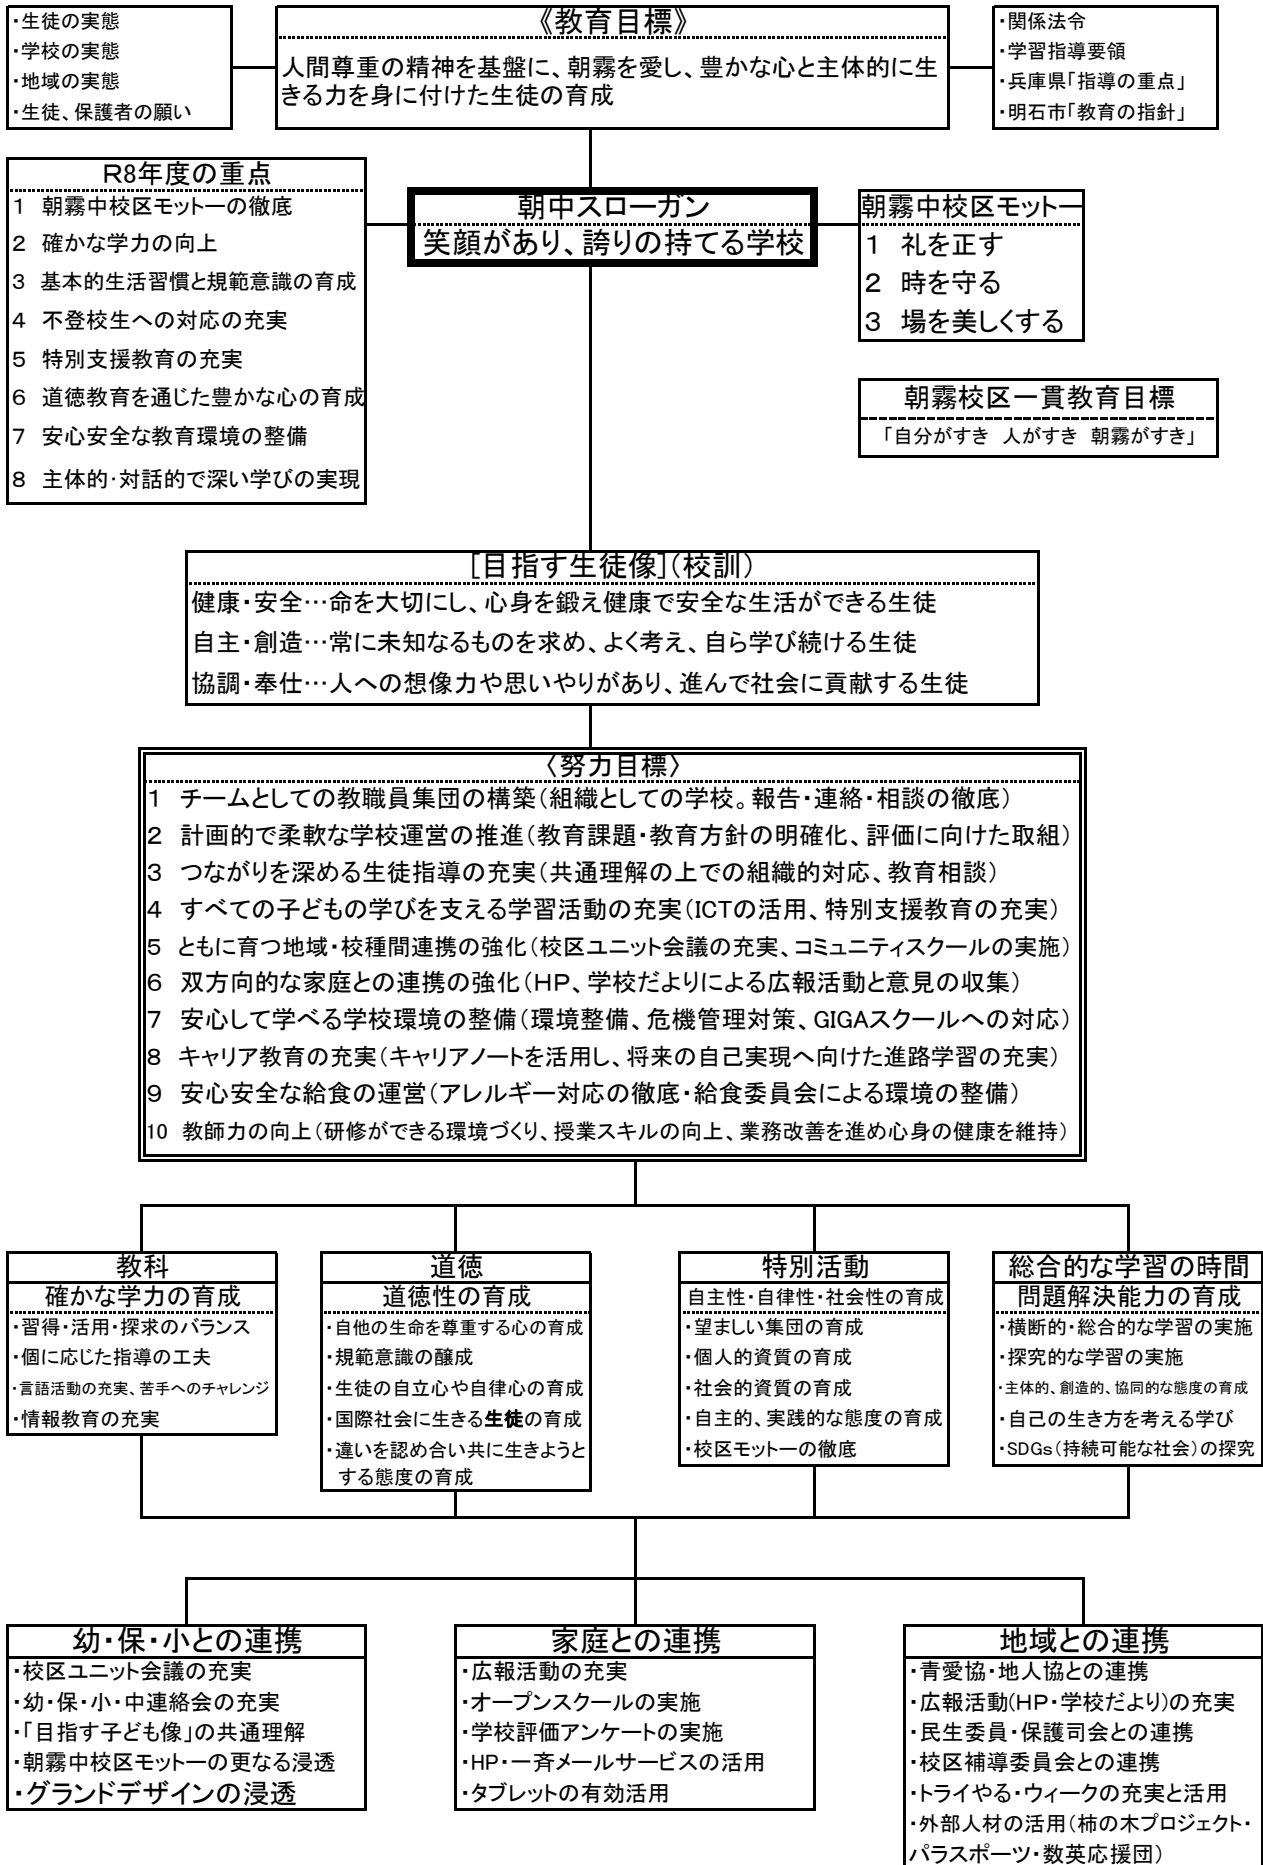 ・生徒の実態
・学校の実態
・地域の実態
・生徒、保護者の願い
《教育目標》
人間尊重の精神を基盤に、朝霧を愛し、豊かな心と主体的に生
きる力を身に付けた生徒の育成
・関係法令
・学習指導要領
・兵庫県「指導の重点」
・明石市「教育の指針」
R8年度の重点
1 朝霧中校区モットーの徹底
2 確かな学力の向上
3 基本的生活習慣と規範意識の育成
4 不登校生への対応の充実
5 特別支援教育の充実
6 道徳教育を通じた豊かな心の育成
7 安心安全な教育環境の整備
8 主体的・対話的で深い学びの実現
朝中スローガン
笑顔があり、誇りの持てる学校
朝霧中校区モットー
1 礼を正す
2 時を守る
3 場を美しくする
朝霧校区一貫教育目標
「自分がすき 人がすき 朝霧がすき」
[目指す生徒像](校訓)
健康・安全…命を大切にし、心身を鍛え健康で安全な生活ができる生徒
自主・創造…常に未知なるものを求め、よく考え、自ら学び続ける生徒
協調・奉仕…人への想像力や思いやりがあり、進んで社会に貢献する生徒
〈努力目標〉
1 チームとしての教職員集団の構築(組織としての学校。報告・連絡・相談の徹底)
2 計画的で柔軟な学校運営の推進(教育課題・教育方針の明確化、評価に向けた取組)
3 つながりを深める生徒指導の充実(共通理解の上での組織的対応、教育相談)
4 すべての子どもの学びを支える学習活動の充実(ICTの活用、特別支援教育の充実)
5 ともに育つ地域・校種間連携の強化(校区ユニット会議の充実、コミュニティスクールの実施)
6 双方向的な家庭との連携の強化(HP、学校だよりによる広報活動と意見の収集)
7 安心して学べる学校環境の整備(環境整備、危機管理対策、GIGAスクールへの対応)
8 キャリア教育の充実(キャリアノートを活用し、将来の自己実現へ向けた進路学習の充実)
9 安心安全な給食の運営(アレルギー対応の徹底・給食委員会による環境の整備)
10 教師力の向上(研修ができる環境づくり、授業スキルの向上、業務改善を進め心身の健康を維持)
教科
確かな学力の育成
・習得・活用・探求のバランス
・個に応じた指導の工夫
・言語活動の充実、苦手へのチャレンジ
・情報教育の充実
道徳
道徳性の育成
・自他の生命を尊重する心の育成
・規範意識の醸成
・生徒の自立心や自律心の育成
・国際社会に生きる生徒の育成
・違いを認め合い共に生きようと
する態度の育成
特別活動
自主性・自律性・社会性の育成
・望ましい集団の育成
・個人的資質の育成
・社会的資質の育成
・自主的、実践的な態度の育成
・校区モットーの徹底
総合的な学習の時間
問題解決能力の育成
・横断的・総合的な学習の実施
・探究的な学習の実施
・主体的、創造的、協同的な態度の育成
・自己の生き方を考える学び
・SDGs(持続可能な社会)の探究
幼・保・小との連携
・校区ユニット会議の充実
・幼・保・小・中連絡会の充実
・「目指す子ども像」の共通理解
・朝霧中校区モットーの更なる浸透
・グランドデザインの浸透
家庭との連携
・広報活動の充実
・オープンスクールの実施
・学校評価アンケートの実施
・HP・一斉メールサービスの活用
・タブレットの有効活用
地域との連携
・青愛協・地人協との連携
・広報活動(HP・学校だより)の充実
・民生委員・保護司会との連携
・校区補導委員会との連携
・トライやる・ウィークの充実と活用
・外部人材の活用(柿の木プロジェクト・
パラスポーツ・数英応援団)